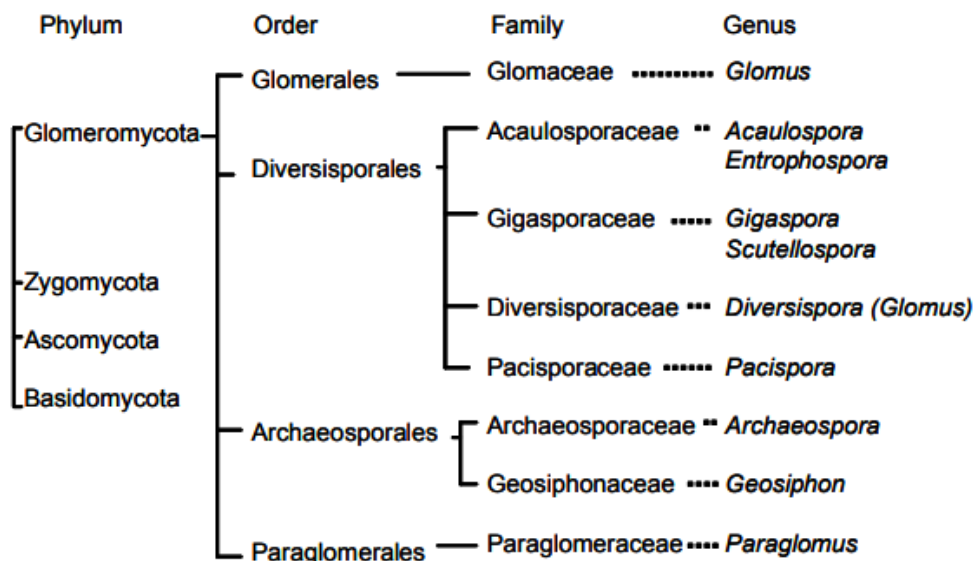 Phylum Order Family Genus
Glomerales Glomaceae Glomus
Glomeromycota Acaulosporaceae Acaulospora
Entrophospora
Diversisporales
Gigasporaceae Gigaspora
Scutellospora
Zygomycota
Diversisporaceae Diversispora (Glomus)
Ascomycota
Pacisporaceae Pacispora
Basidomycota
Archaeosporales Archaeosporaceae Archaeospora
Geosiphonaceae Geosiphon
Paraglomerales Paraglomeraceae Paraglomus